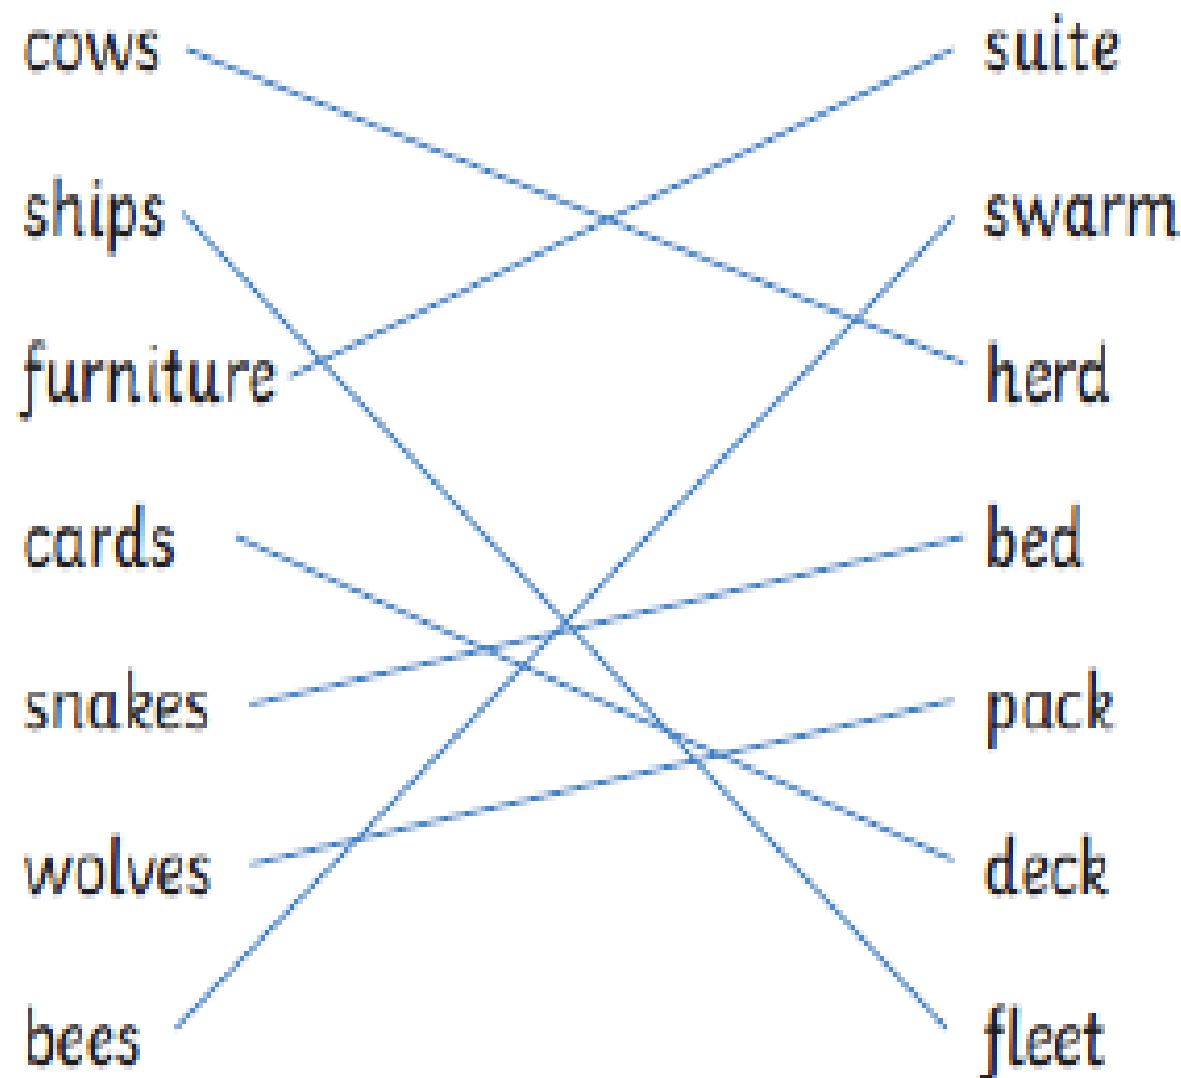 cows suite
ships swarm
furniture herd
cards bed
snakes pack
wolves deck
bees fleet